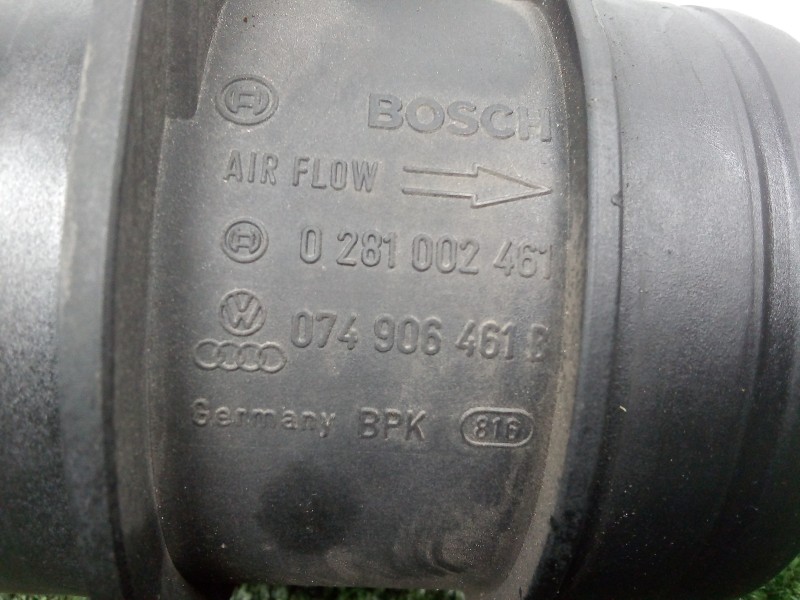 BOSCH
AIR FLOW
0 281 002 461
074 906 461 B
Germany BPK 816